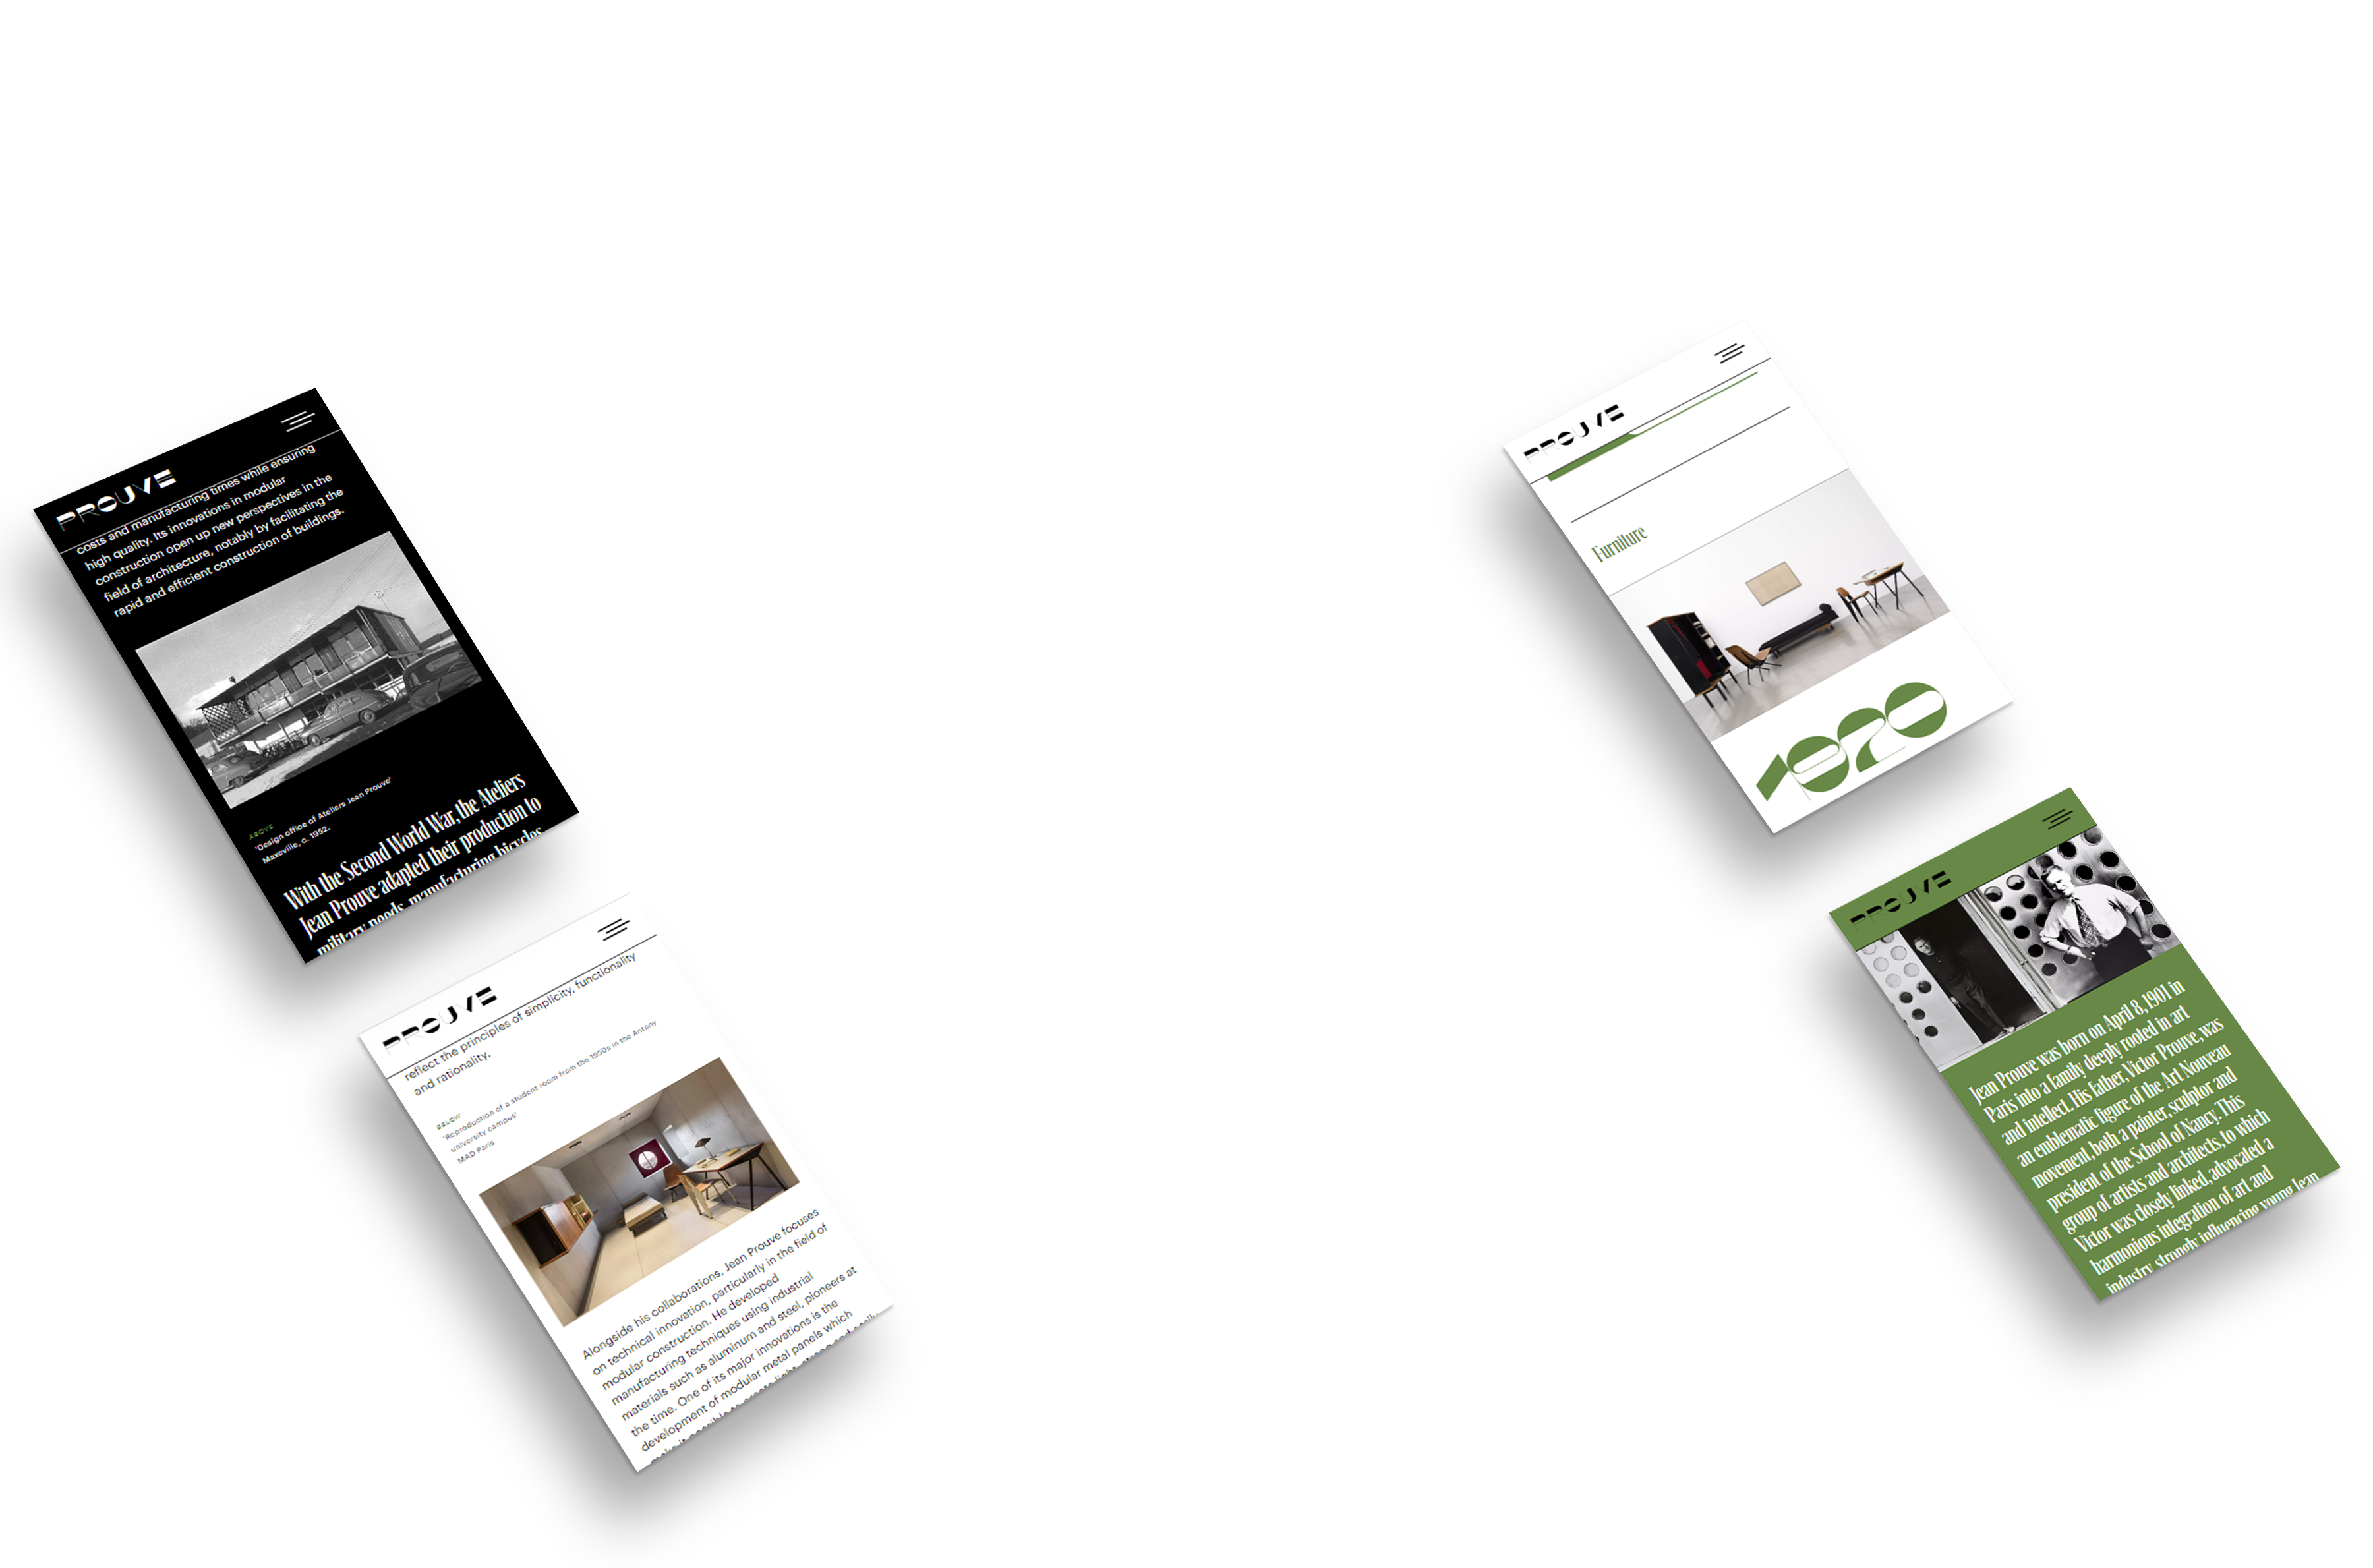 PROUVE
costs and manufacturing times while ensuring
high quality. Its innovations in modular
construction open up new perspectives in the
field of architecture, notably by facilitating the
rapid and efficient construction of buildings.
ABOVE
"Design office of Ateliers Jean Prouve"
Maxeville, c. 1952.
With the Second World War, the Ateliers
Jean Prouve adapted their production to
military needs, manufacturing bicycles
PROUVE
reflect the principles of simplicity, functionality
and rationality.
BELOW
"Reproduction of a student room from the 1950s in the Antony
university campus"
MAD Paris
Alongside his collaborations, Jean Prouve focuses
on technical innovation, particularly in the field of
modular construction. He developed
manufacturing techniques using industrial
materials such as aluminum and steel, pioneers at
the time. One of its major innovations is the
development of modular metal panels which
PROUVE
Furniture
1920
PROUVE
Jean Prouve was born on April 8, 1901 in
Paris into a family deeply rooted in art
and intellect. His father, Victor Prouve, was
an emblematic figure of the Art Nouveau
movement, both a painter, sculptor and
president of the School of Nancy. This
group of artists and architects, to which
Victor was closely linked, advocated a
harmonious integration of art and
industry, strongly influencing young Jean